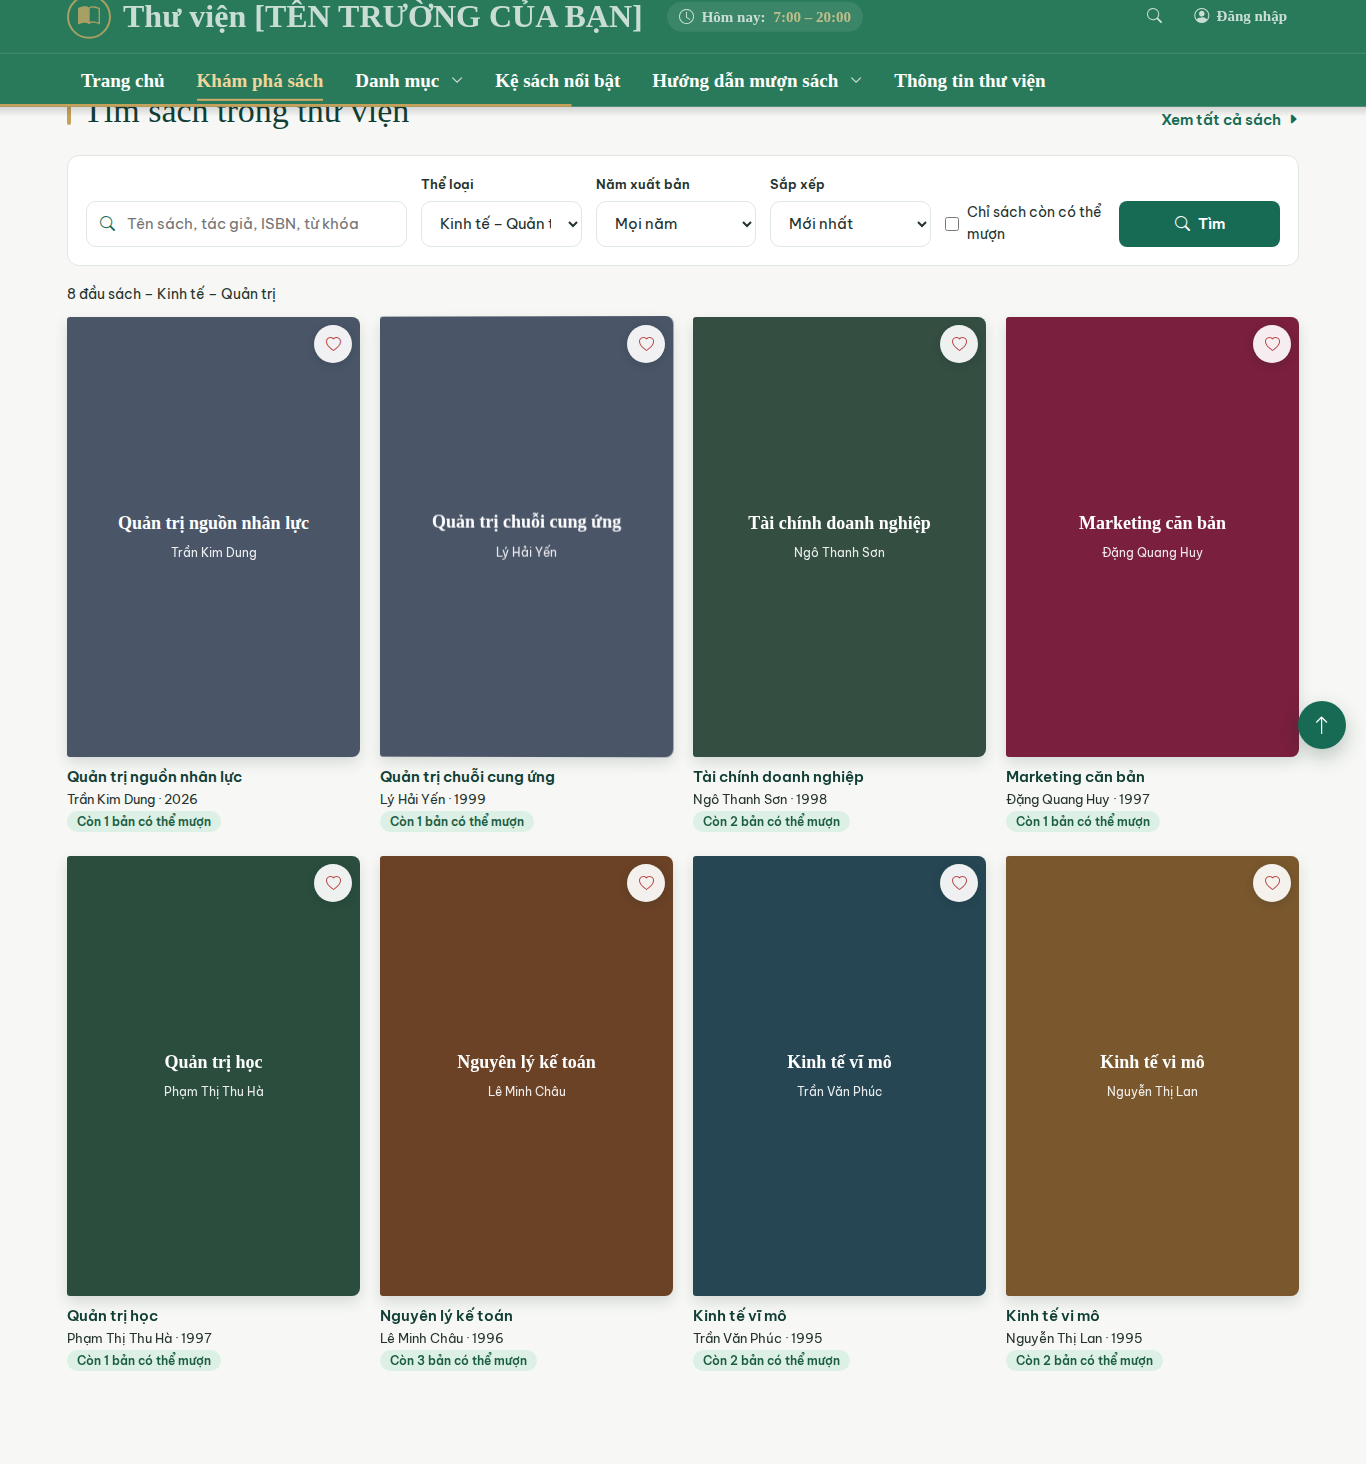 Thư viện [TÊN TRƯỜNG CỦA BẠN]
Hôm nay: 7:00 – 20:00
Đăng nhập
Trang chủ
Khám phá sách
Danh mục
Kệ sách nổi bật
Hướng dẫn mượn sách
Thông tin thư viện
Tìm sách trong thư viện
Xem tất cả sách
Thể loại
Năm xuất bản
Sắp xếp
Tên sách, tác giả, ISBN, từ khóa
Kinh tế – Quản t
Mọi năm
Mới nhất
Chỉ sách còn có thể
mượn
Tìm
8 đầu sách – Kinh tế – Quản trị
Quản trị nguồn nhân lực
Trần Kim Dung
Quản trị chuỗi cung ứng
Lý Hải Yến
Tài chính doanh nghiệp
Ngô Thanh Sơn
Marketing căn bản
Đặng Quang Huy
Quản trị nguồn nhân lực
Trần Kim Dung · 2026
Còn 1 bản có thể mượn
Quản trị chuỗi cung ứng
Lý Hải Yến · 1999
Còn 1 bản có thể mượn
Tài chính doanh nghiệp
Ngô Thanh Sơn · 1998
Còn 2 bản có thể mượn
Marketing căn bản
Đặng Quang Huy · 1997
Còn 1 bản có thể mượn
Quản trị học
Phạm Thị Thu Hà
Nguyên lý kế toán
Lê Minh Châu
Kinh tế vĩ mô
Trần Văn Phúc
Kinh tế vi mô
Nguyễn Thị Lan
Quản trị học
Phạm Thị Thu Hà · 1997
Còn 1 bản có thể mượn
Nguyên lý kế toán
Lê Minh Châu · 1996
Còn 3 bản có thể mượn
Kinh tế vĩ mô
Trần Văn Phúc · 1995
Còn 2 bản có thể mượn
Kinh tế vi mô
Nguyễn Thị Lan · 1995
Còn 2 bản có thể mượn